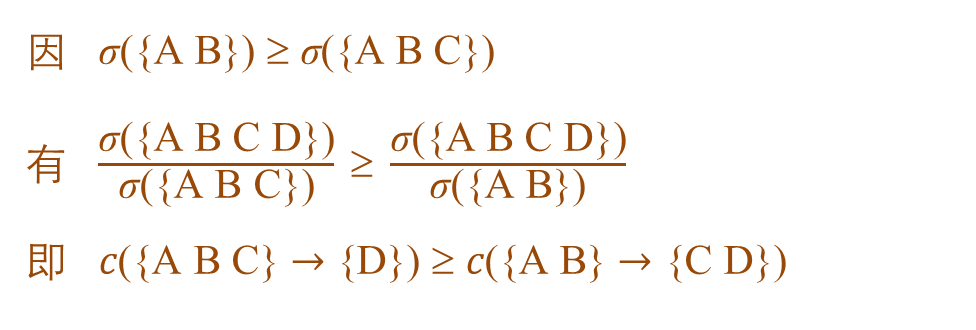 因 σ({A B}) ≥ σ({A B C})
有 σ({A B C D})/σ({A B C}) ≥ σ({A B C D})/σ({A B})
即 c({A B C} → {D}) ≥ c({A B} → {C D})